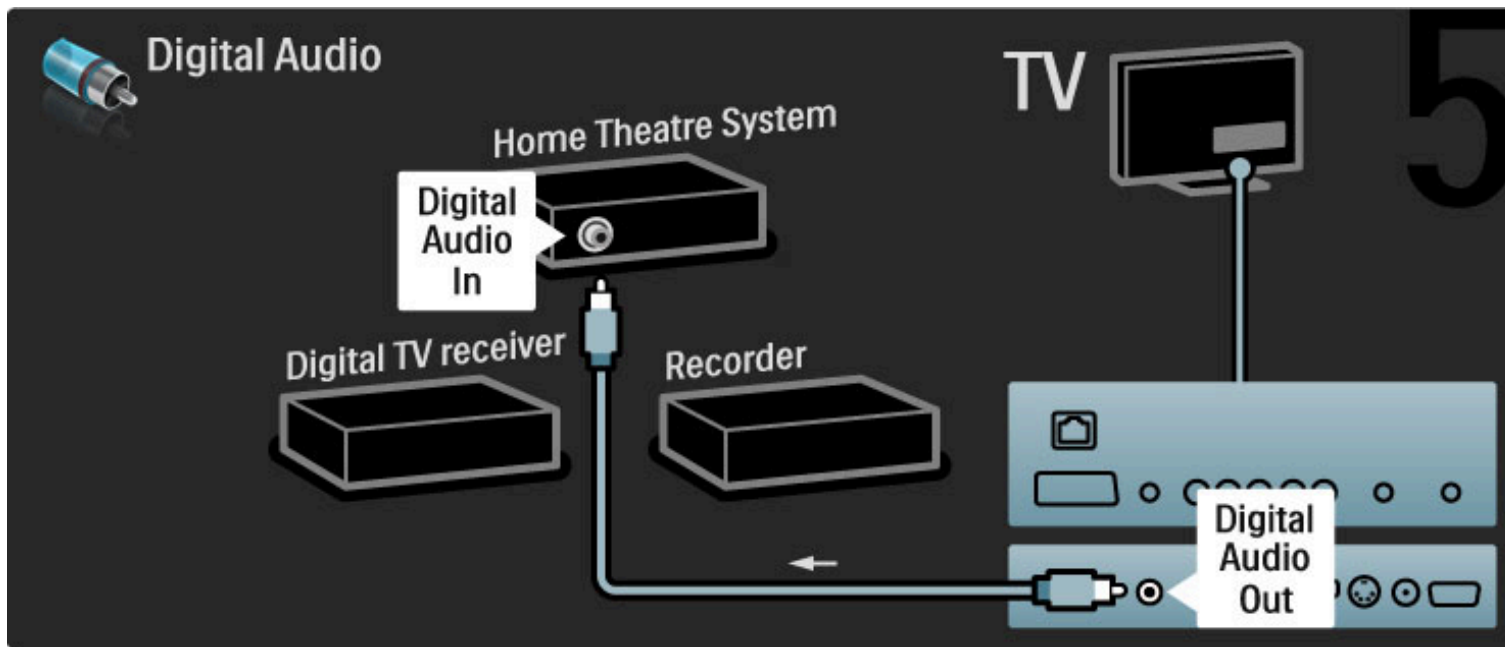 Digital Audio
TV
5
Home Theatre System
Digital
Audio
In
Digital TV receiver
Recorder
Digital
Audio
Out